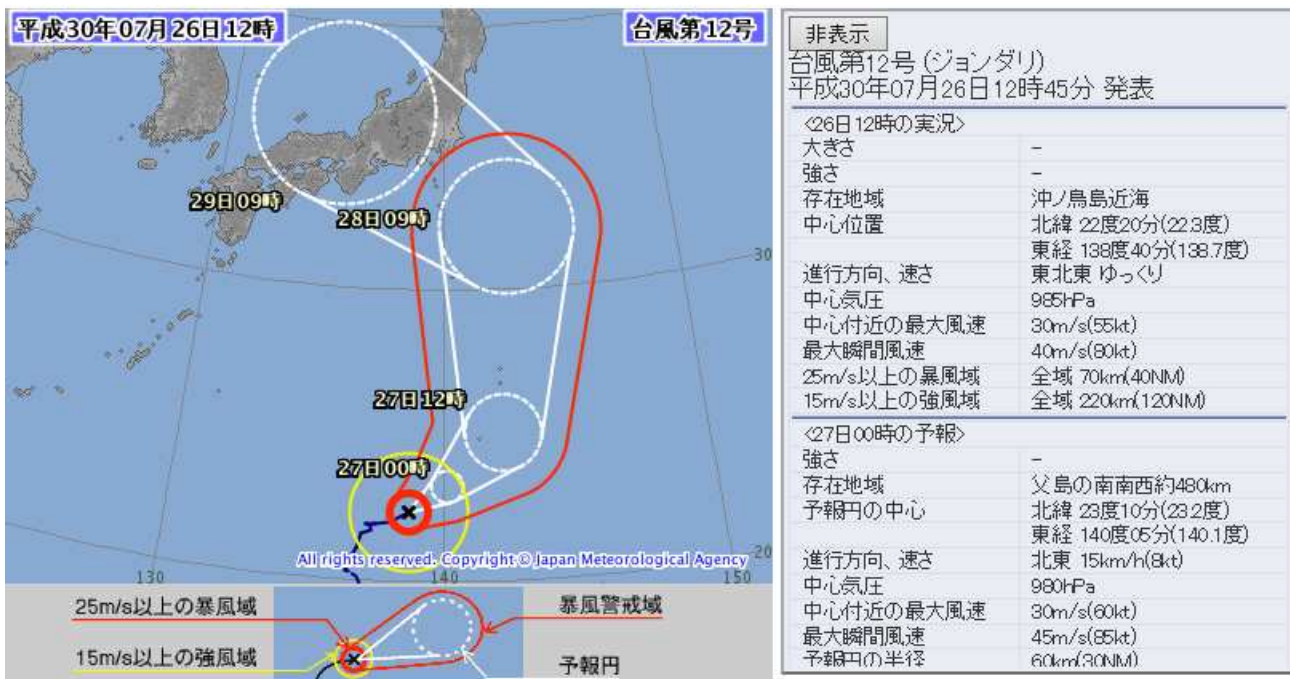 平成30年07月26日12時
台風第12号
29日09時
28日09時
30
27日12時
27日00時
All rights reserved. Copyright © Japan Meteorological Agency
20
130
140
150
25m/s以上の暴風域
暴風警戒域
15m/s以上の強風域
予報円
非表示
台風第12号 (ジョンダリ)
平成30年07月26日12時45分 発表
<26日12時の実況>
大きさ -
強さ -
存在地域 沖ノ鳥島近海
中心位置 北緯 22度20分(22.3度)
東経 138度40分(138.7度)
進行方向、速さ 東北東 ゆっくり
中心気圧 985hPa
中心付近の最大風速 30m/s(55kt)
最大瞬間風速 40m/s(80kt)
25m/s以上の暴風域 全域 70km(40NM)
15m/s以上の強風域 全域 220km(120NM)
<27日00時の予報>
強さ -
存在地域 父島の南南西約480km
予報円の中心 北緯 23度10分(23.2度)
東経 140度05分(140.1度)
進行方向、速さ 北東 15km/h(8kt)
中心気圧 980hPa
中心付近の最大風速 30m/s(60kt)
最大瞬間風速 45m/s(85kt)
予報円の半径 60km(30NM)